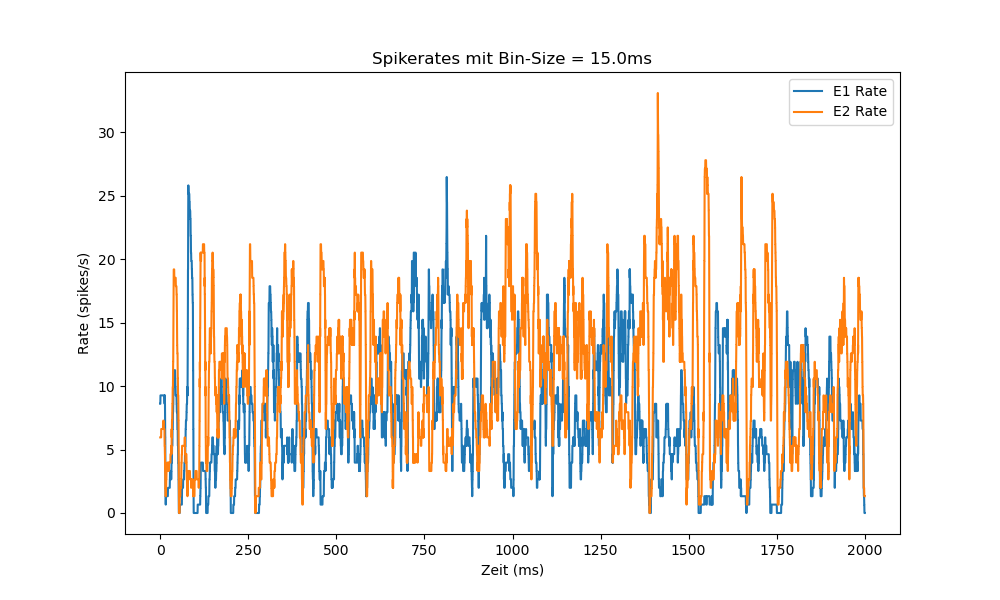 Spikerates mit Bin-Size = 15.0ms
E1 Rate
E2 Rate
Rate (spikes/s)
30
25
20
15
10
5
0
0 250 500 750 1000 1250 1500 1750 2000
Zeit (ms)